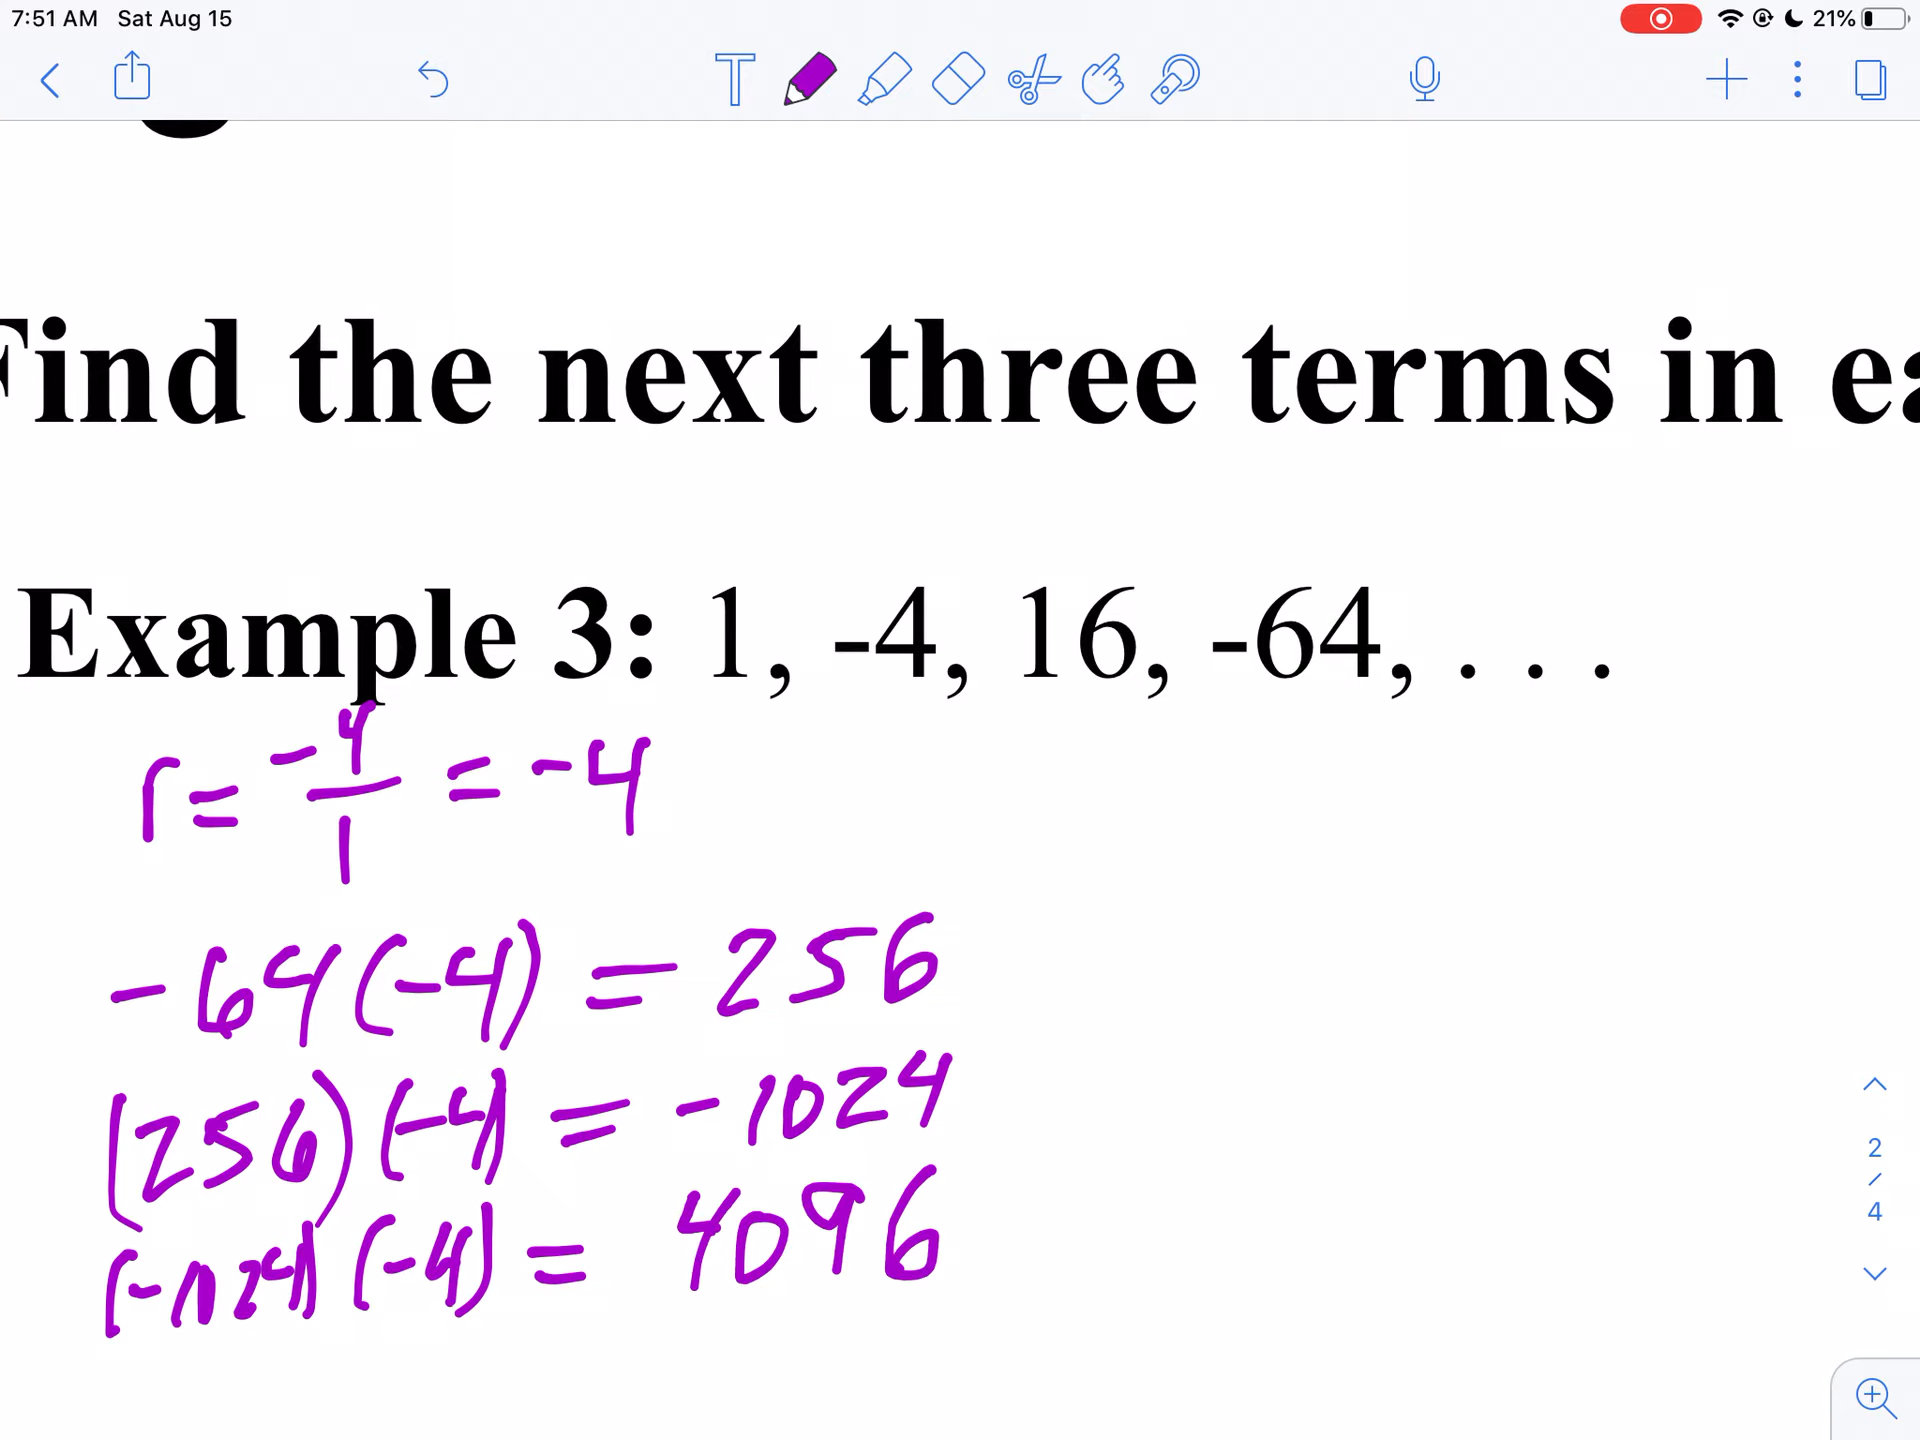 7:51 AM Sat Aug 15 21%
T
Find the next three terms in ea
Example 3: 1, -4, 16, -64, . . .
r = -4/1 = -4
-64(-4) = 256
(256)(-4) = -1024
(-1024)(-4) = 4096
2
/
4